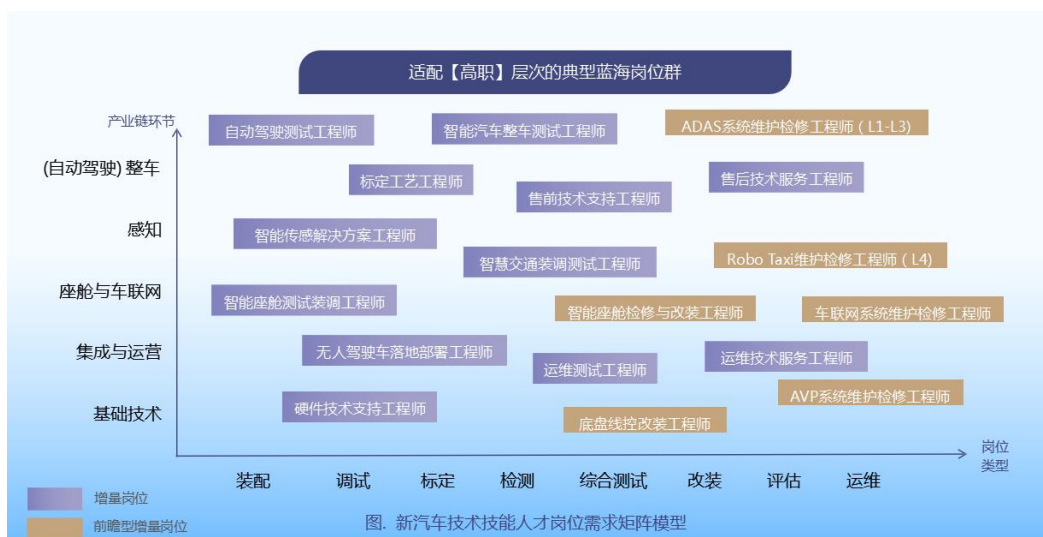 适配【高职】层次的典型蓝海岗位群
产业链环节
自动驾驶测试工程师
智能汽车整车测试工程师
ADAS系统维护检修工程师（L1-L3)
(自动驾驶) 整车
标定工艺工程师
售前技术支持工程师
售后技术服务工程师
感知
智能传感解决方案工程师
智慧交通装调测试工程师
Robo Taxi维护检修工程师（L4)
座舱与车联网
智能座舱测试装调工程师
智能座舱检修与改装工程师
车联网系统维护检修工程师
集成与运营
无人驾驶车落地部署工程师
运维测试工程师
运维技术服务工程师
基础技术
硬件技术支持工程师
底盘线控改装工程师
AVP系统维护检修工程师
岗位
类型
装配
调试
标定
检测
综合测试
改装
评估
运维
增量岗位
前瞻型增量岗位
图. 新汽车技术技能人才岗位需求矩阵模型